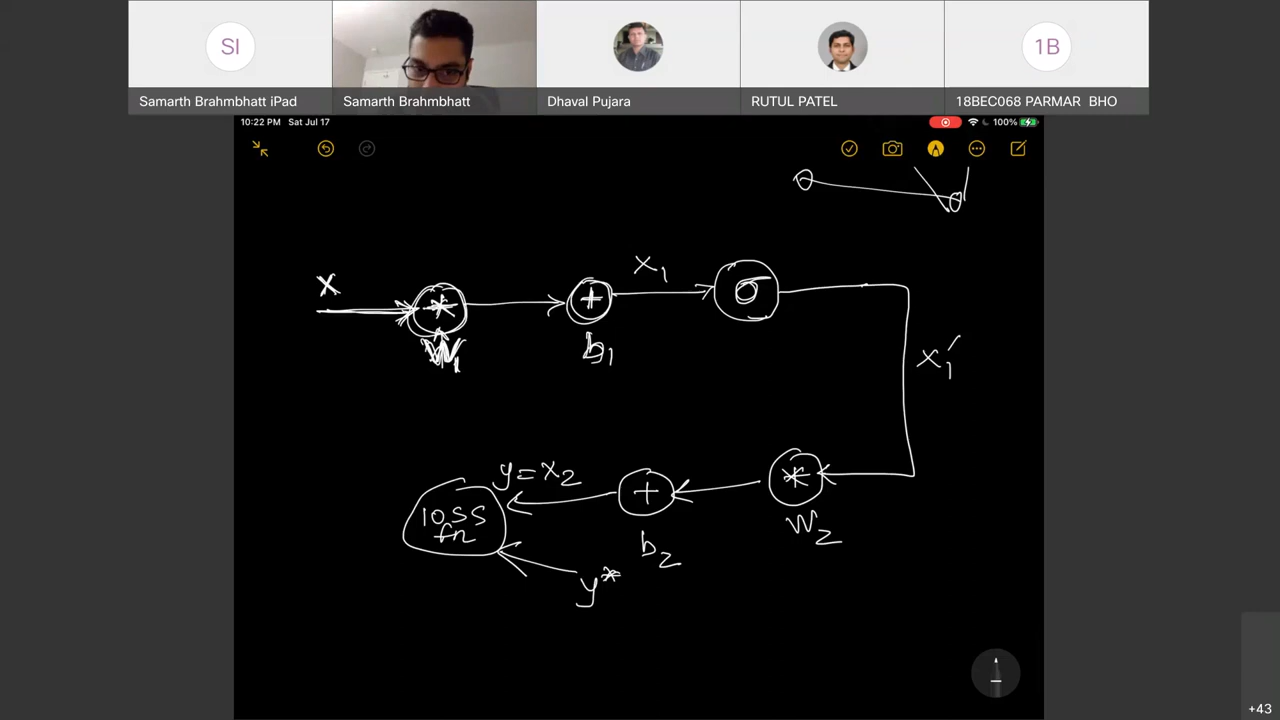 SI
1B
Samarth Brahmbhatt iPad
Samarth Brahmbhatt
Dhaval Pujara
RUTUL PATEL
18BEC068 PARMAR BHO
10:22 PM Sat Jul 17
100%
x
*
W₁
+
b₁
x₁
σ
x₁′
*
W₂
+
b₂
y=x₂
loss
fn
y*
+43